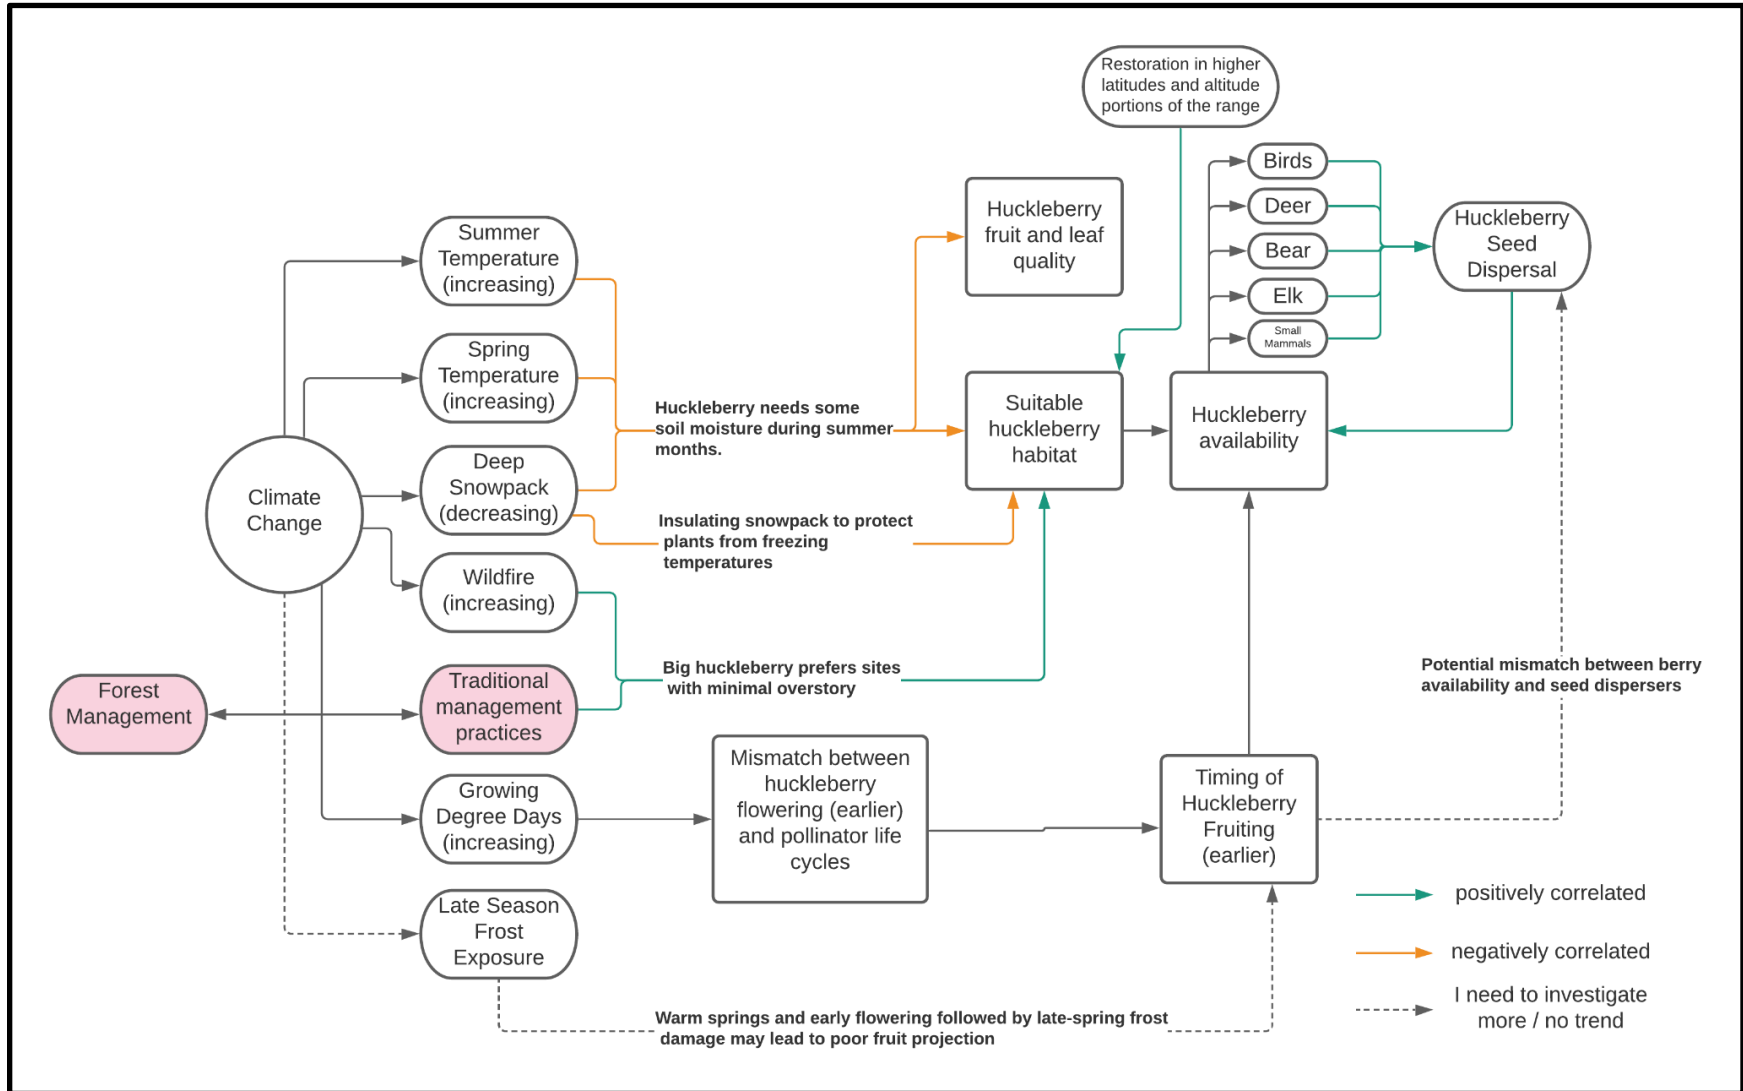 Restoration in higher
latitudes and altitude
portions of the range
Birds
Deer
Bear
Elk
Small
Mammals
Huckleberry
Seed
Dispersal
Huckleberry
fruit and leaf
quality
Summer
Temperature
(increasing)
Spring
Temperature
(increasing)
Huckleberry needs some
soil moisture during summer
months.
Suitable
huckleberry
habitat
Huckleberry
availability
Climate
Change
Deep
Snowpack
(decreasing)
Insulating snowpack to protect
plants from freezing
temperatures
Wildfire
(increasing)
Forest
Management
Traditional
management
practices
Big huckleberry prefers sites
with minimal overstory
Potential mismatch between berry
availability and seed dispersers
Growing
Degree Days
(increasing)
Mismatch between
huckleberry
flowering (earlier)
and pollinator life
cycles
Timing of
Huckleberry
Fruiting
(earlier)
Late Season
Frost
Exposure
Warm springs and early flowering followed by late-spring frost
damage may lead to poor fruit projection
positively correlated
negatively correlated
I need to investigate
more / no trend